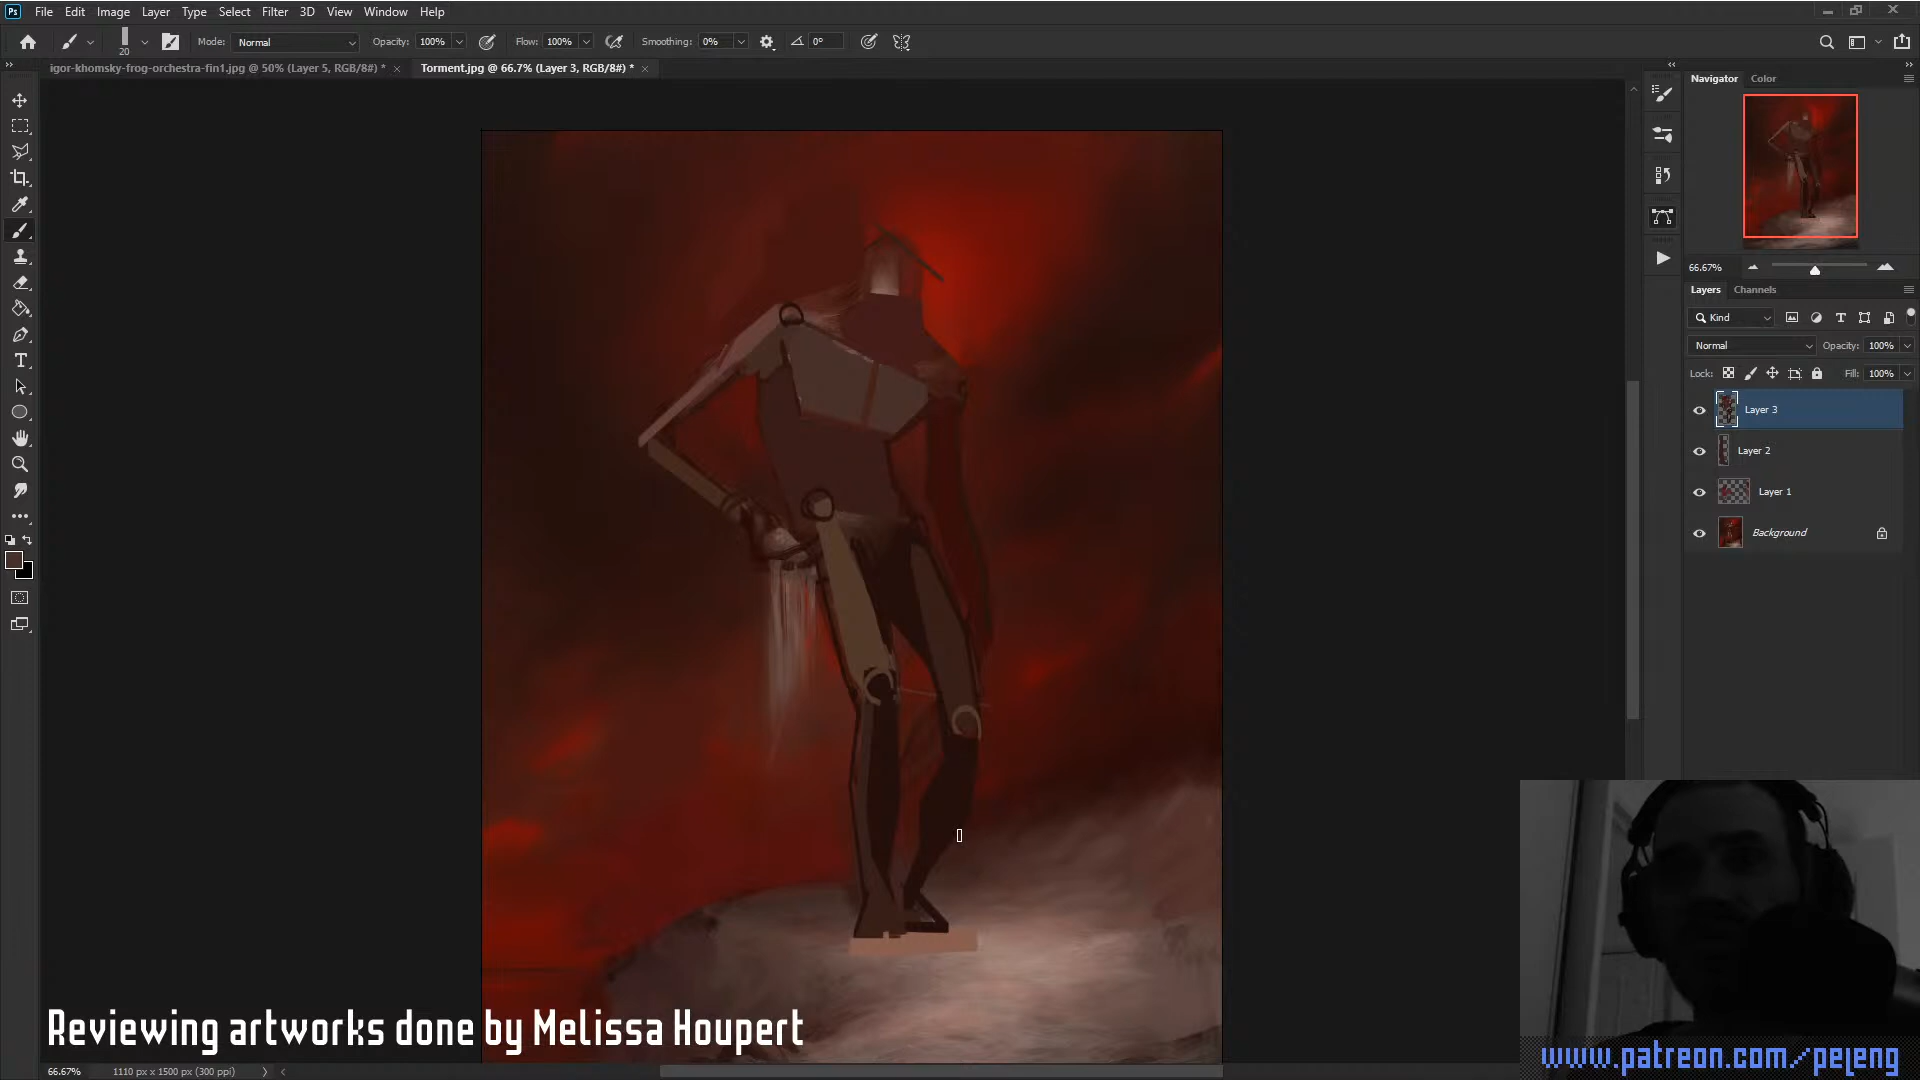 Ps File Edit Image Layer Type Select Filter 3D View Window Help
20 Mode: Normal Opacity: 100% Flow: 100% Smoothing: 0% 0°
igor-khomsky-frog-orchestra-fin1.jpg @ 50% (Layer 5, RGB/8#) * Torment.jpg @ 66.7% (Layer 3, RGB/8#) *
Navigator Color
66.67%
Layers Channels
Kind
Normal Opacity: 100%
Lock: Fill: 100%
Layer 3
Layer 2
Layer 1
Background
Reviewing artworks done by Melissa Houpert
www.patreon.com/peleng
66.67% 1110 px x 1500 px (300 ppi)